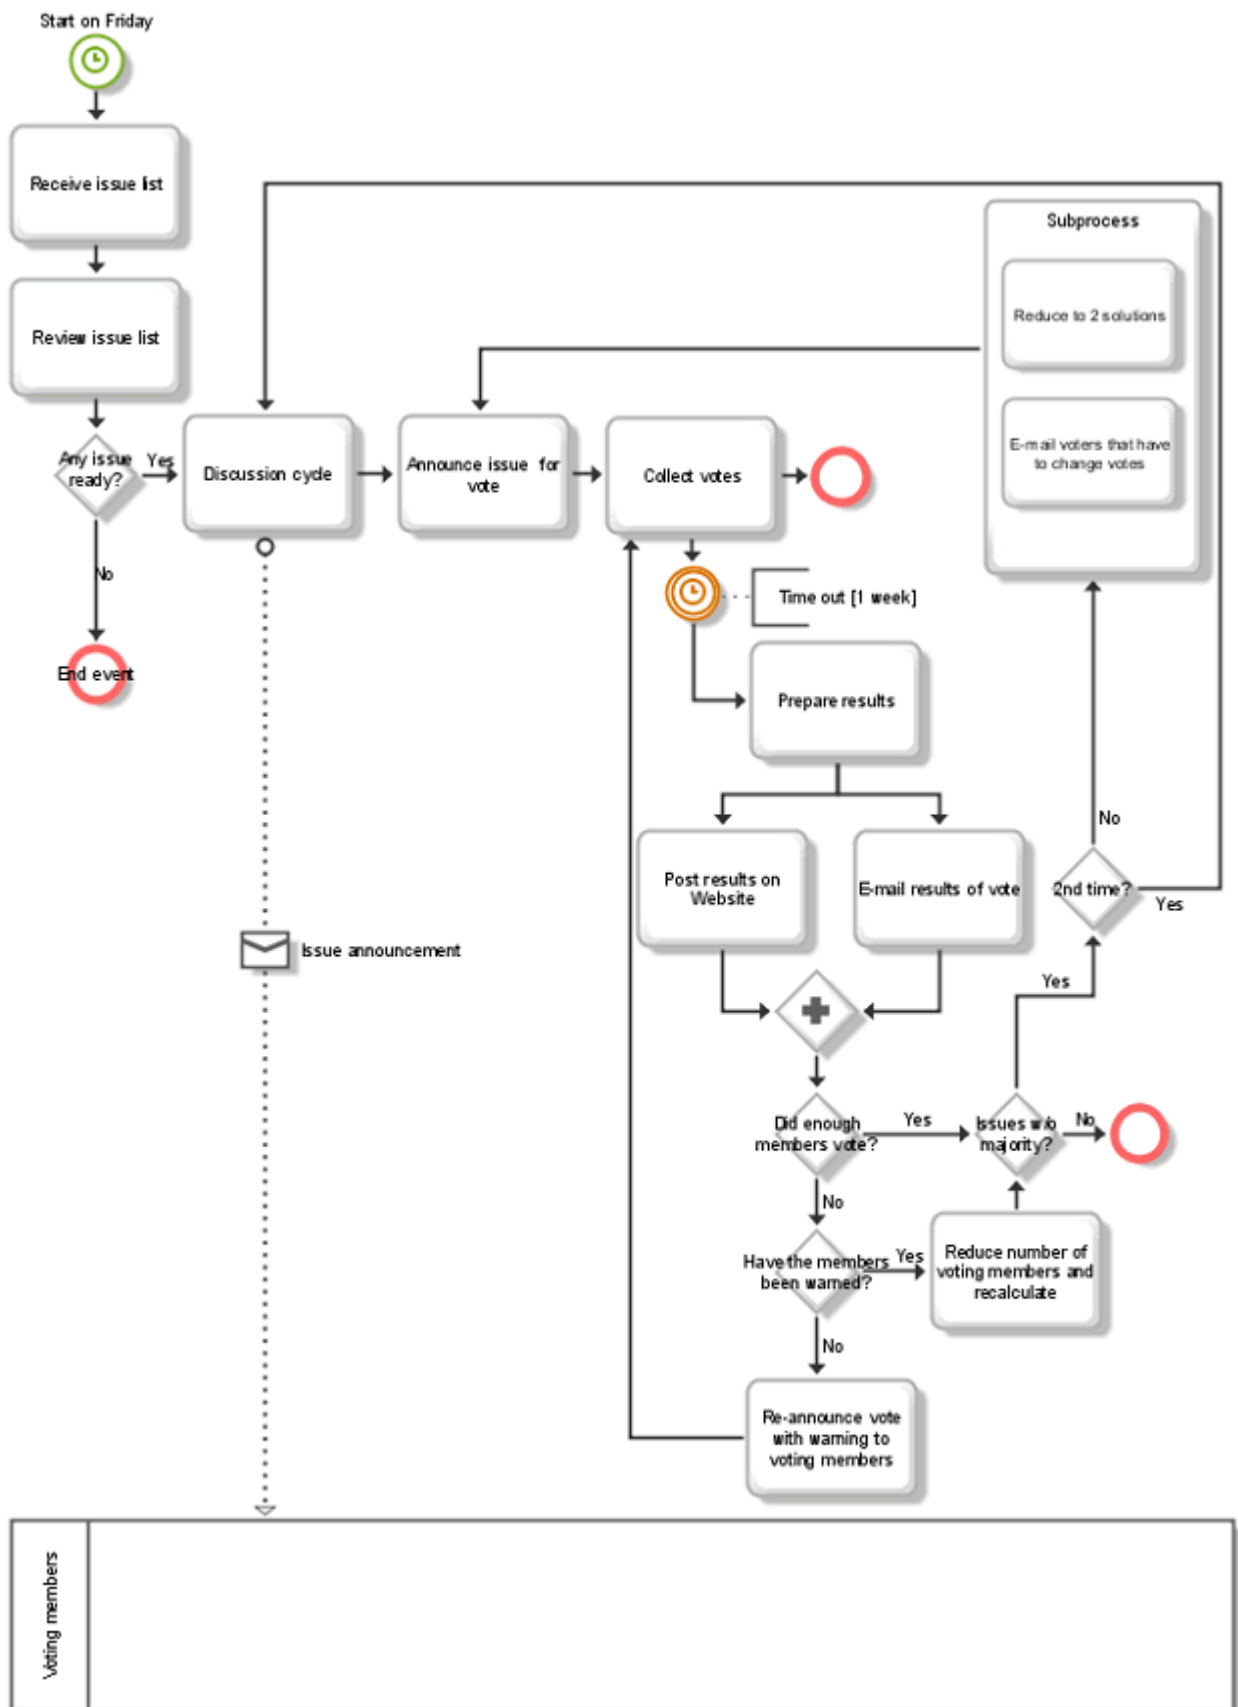 Start on Friday
Receive issue list
Subprocess
Reduce to 2 solutions
Review issue list
E-mail voters that have
to change votes
Any issue
ready?
Yes
Discussion cycle
Announce issue for
vote
Collect votes
No
Time out [1 week]
End event
Prepare results
No
Post results on
Website
E-mail results of vote
2nd time?
Yes
Issue announcement
Yes
Did enough
members vote?
Yes
Issues w/o
majority?
No
No
Have the members
been warned?
Yes
Reduce number of
voting members and
recalculate
No
Re-announce vote
with warning to
voting members
Voting members